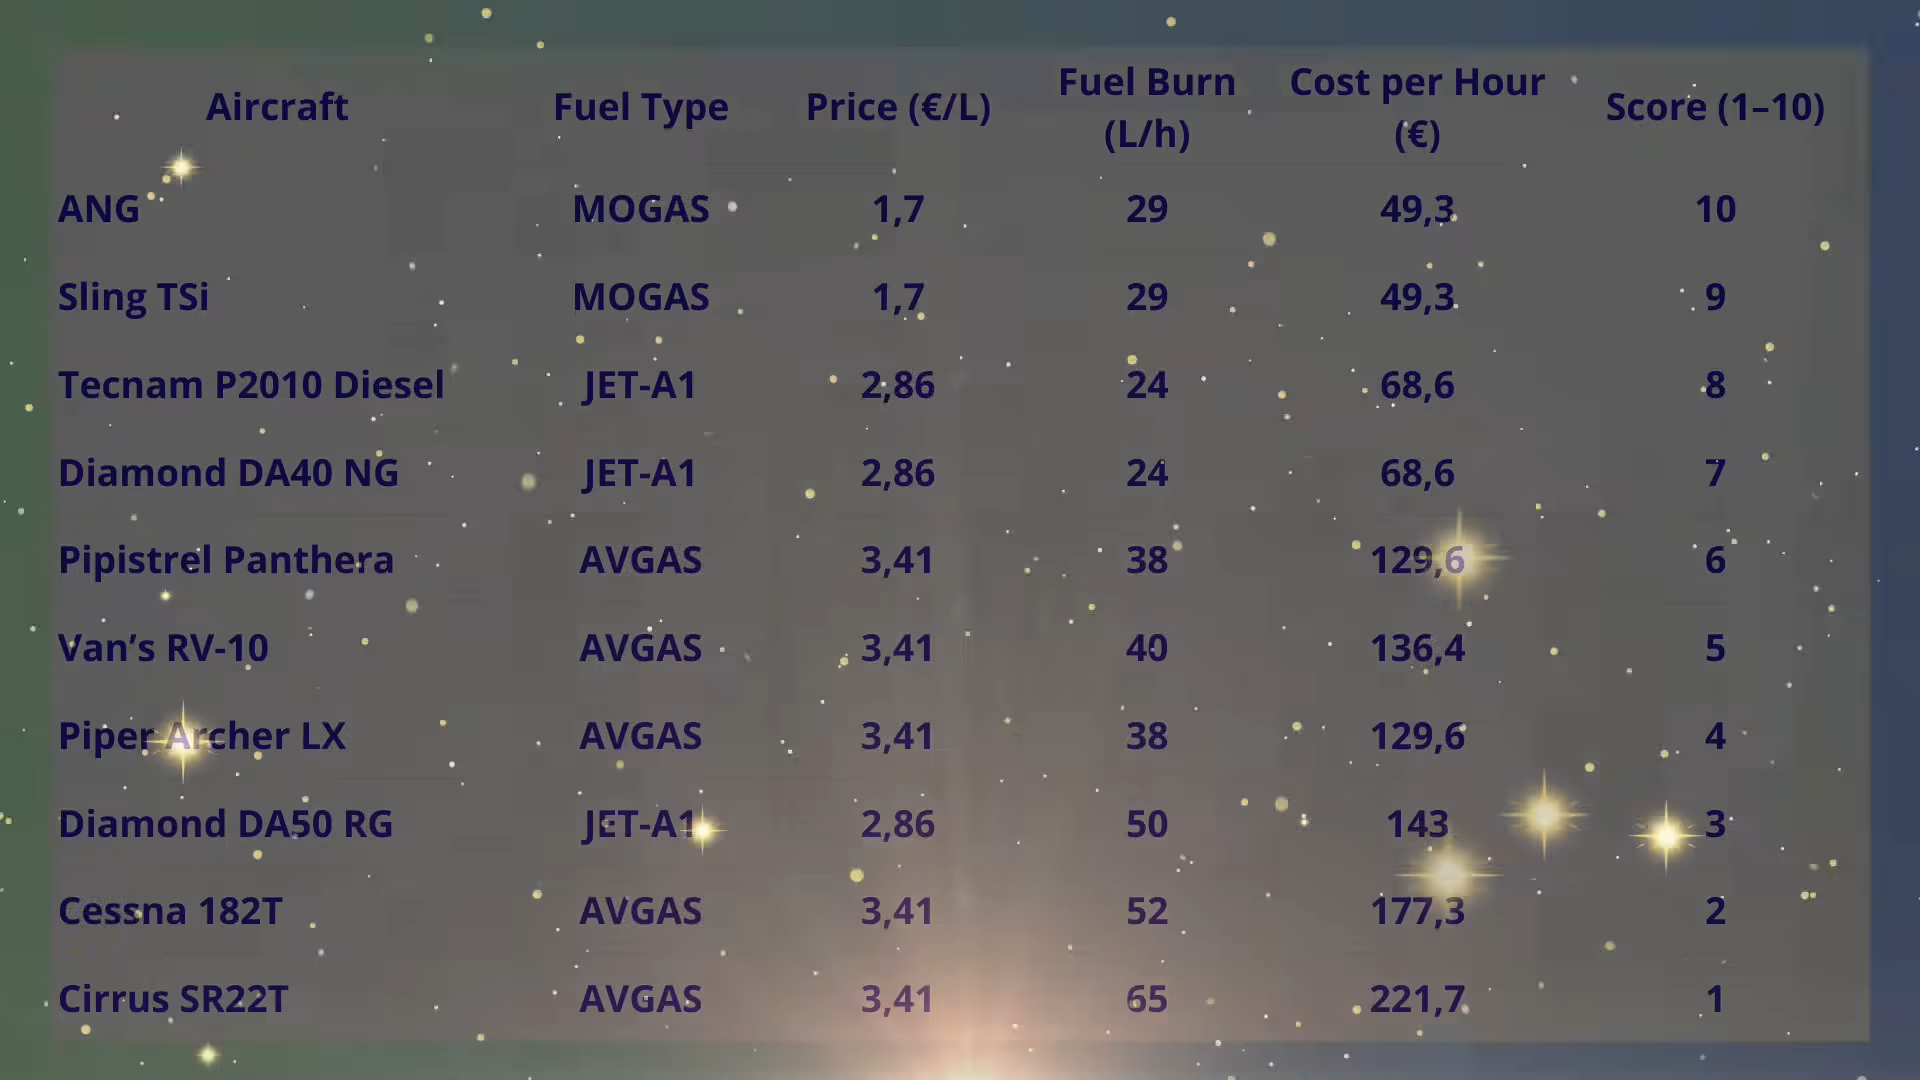 Aircraft Fuel Type Price (€/L) Fuel Burn (L/h) Cost per Hour (€) Score (1–10)
ANG MOGAS 1,7 29 49,3 10
Sling TSi MOGAS 1,7 29 49,3 9
Tecnam P2010 Diesel JET-A1 2,86 24 68,6 8
Diamond DA40 NG JET-A1 2,86 24 68,6 7
Pipistrel Panthera AVGAS 3,41 38 129,6 6
Van’s RV-10 AVGAS 3,41 40 136,4 5
Piper Archer LX AVGAS 3,41 38 129,6 4
Diamond DA50 RG JET-A1 2,86 50 143 3
Cessna 182T AVGAS 3,41 52 177,3 2
Cirrus SR22T AVGAS 3,41 65 221,7 1